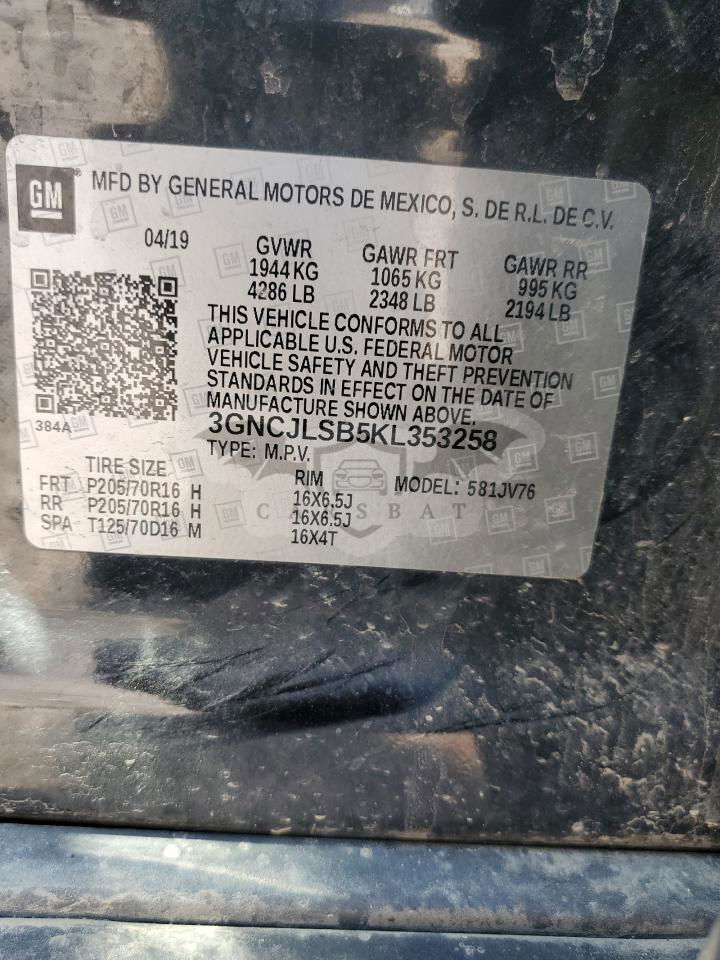 GM
MFD BY GENERAL MOTORS DE MEXICO, S. DE R.L. DE C.V.
04/19 GVWR GAWR FRT GAWR RR
1944 KG 1065 KG 995 KG
4286 LB 2348 LB 2194 LB
THIS VEHICLE CONFORMS TO ALL
APPLICABLE U.S. FEDERAL MOTOR
VEHICLE SAFETY AND THEFT PREVENTION
STANDARDS IN EFFECT ON THE DATE OF
MANUFACTURE SHOWN ABOVE.
384A
3GNCJLSB5KL353258
TYPE: M.P.V.
TIRE SIZE RIM MODEL: 581JV76
FRT P205/70R16 H 16X6.5J
RR P205/70R16 H 16X6.5J
SPA T125/70D16 M 16X4T
CARSBAT